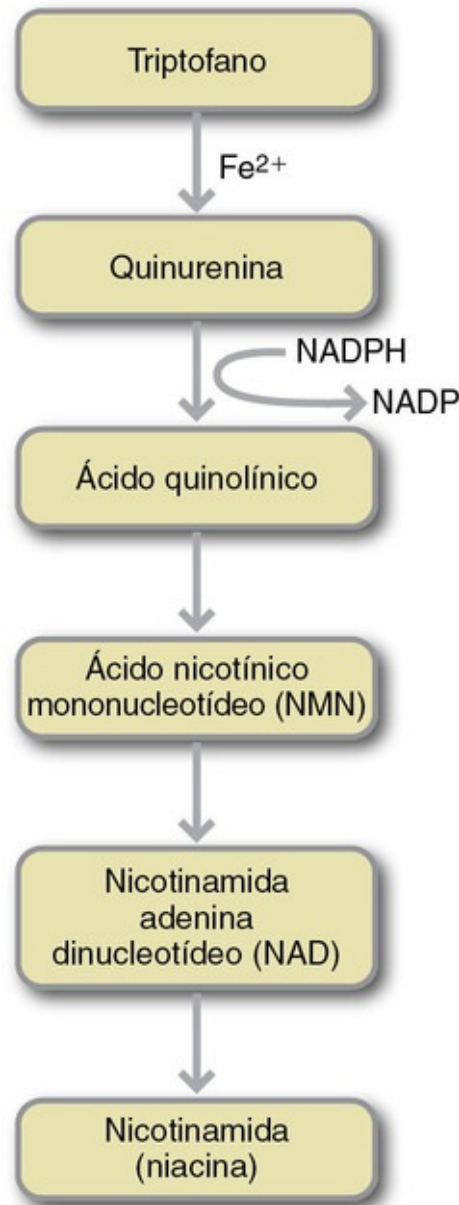 Triptofano
Fe²⁺
Quinurenina
NADPH
NADP
Ácido quinolínico
Ácido nicotínico
mononucleotídeo (NMN)
Nicotinamida
adenina
dinucleotídeo (NAD)
Nicotinamida
(niacina)